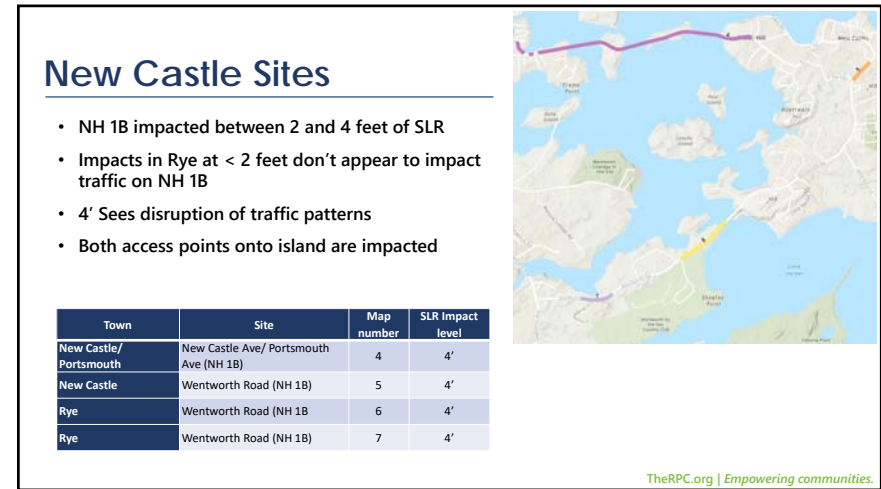 New Castle Sites
• NH 1B impacted between 2 and 4 feet of SLR
• Impacts in Rye at < 2 feet don’t appear to impact
traffic on NH 1B
• 4’ Sees disruption of traffic patterns
• Both access points onto island are impacted
Town Site Map number SLR Impact level
New Castle/ Portsmouth New Castle Ave/ Portsmouth Ave (NH 1B) 4 4’
New Castle Wentworth Road (NH 1B) 5 4’
Rye Wentworth Road (NH 1B 6 4’
Rye Wentworth Road (NH 1B) 7 4’
TheRPC.org | Empowering communities.